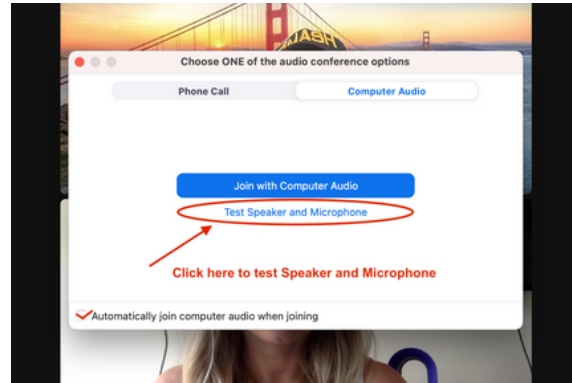 HEALA
Choose ONE of the audio conference options
Phone Call
Computer Audio
Join with Computer Audio
Test Speaker and Microphone
Click here to test Speaker and Microphone
Automatically join computer audio when joining